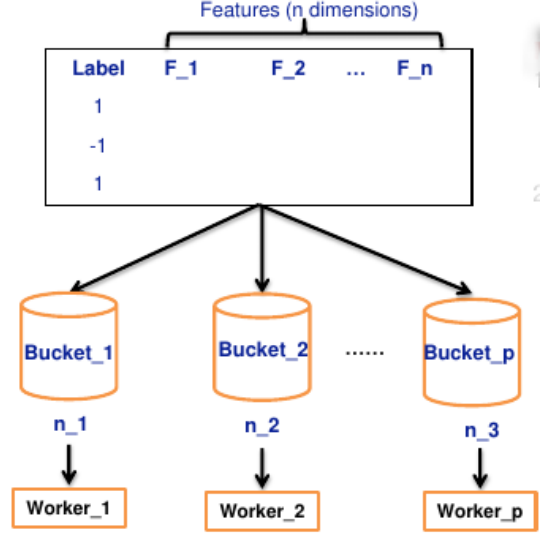 Features (n dimensions)
Label F_1 F_2 ... F_n
1
-1
1
Bucket_1 Bucket_2 ...... Bucket_p
n_1 n_2 n_3
Worker_1 Worker_2 Worker_p